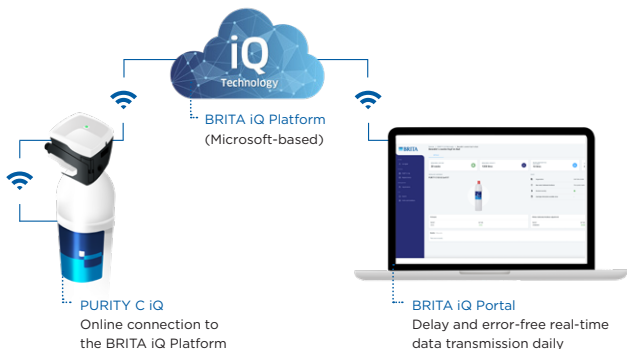 iQ
Technology
BRITA iQ Platform
(Microsoft-based)
BRITA
PURITY C iQ
Online connection to
the BRITA iQ Platform
BRITA iQ Portal
Delay and error-free real-time
data transmission daily